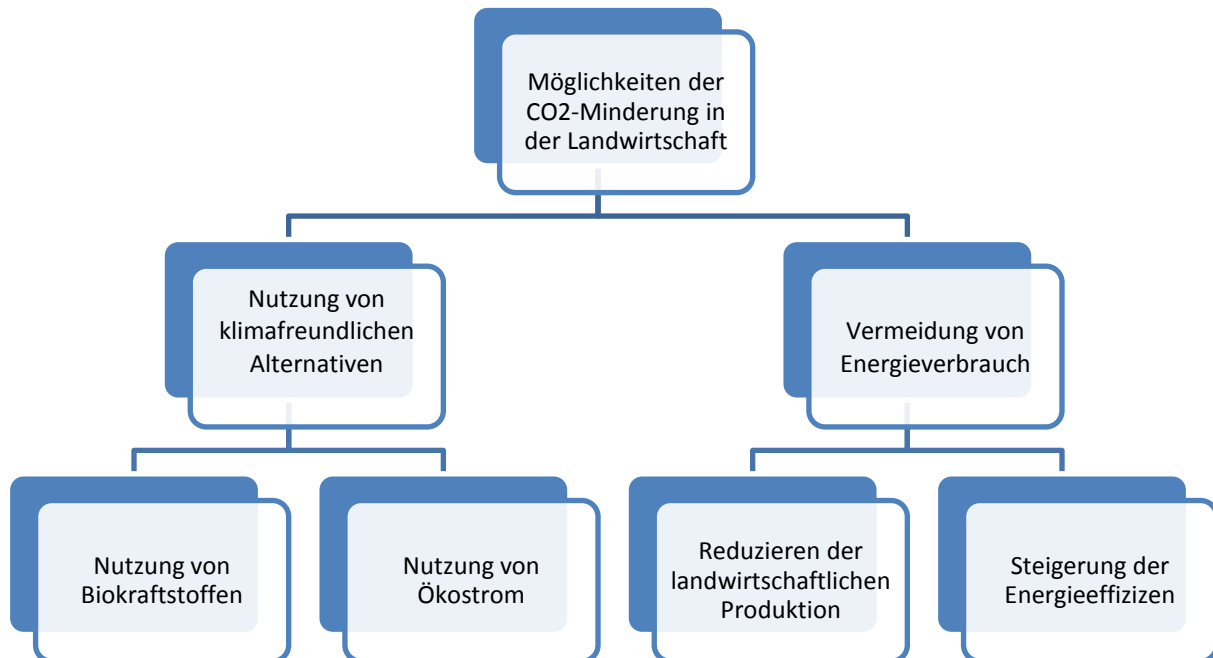 Möglichkeiten der
CO2-Minderung in
der Landwirtschaft
Nutzung von
klimafreundlichen
Alternativen
Vermeidung von
Energieverbrauch
Nutzung von
Biokraftstoffen
Nutzung von
Ökostrom
Reduzieren der
landwirtschaftlichen
Produktion
Steigerung der
Energieeffizizen